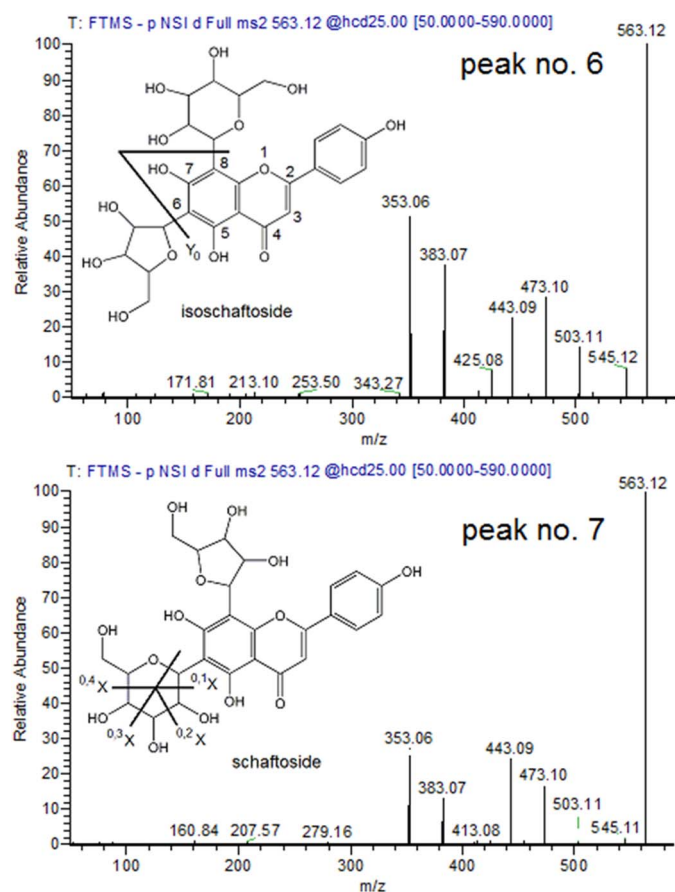 T: FTMS - p NSI d Full ms2 563.12 @hcd25.00 [50.0000-590.0000]
peak no. 6
563.12
353.06
383.07
473.10
443.09
503.11
425.08
545.12
171.81
213.10
253.50
343.27
OH
HO
OH
HO
O
HO
OH
HO
7
8
O
1
2
3
4
5
6
HO
HO
O
Y0
OH
O
HO
isoschaftoside
Relative Abundance
100
90
80
70
60
50
40
30
20
10
0
100
200
300
400
500
m/z
T: FTMS - p NSI d Full ms2 563.12 @hcd25.00 [50.0000-590.0000]
peak no. 7
563.12
353.06
443.09
383.07
473.10
503.11
413.08
545.11
160.84
207.57
279.16
OH
HO
OH
OH
O
OH
HO
O
HO
O
0,4X
0,1X
HO
OH
OH
O
0,3X
OH
0,2X
schaftoside
Relative Abundance
100
90
80
70
60
50
40
30
20
10
0
100
200
300
400
500
m/z